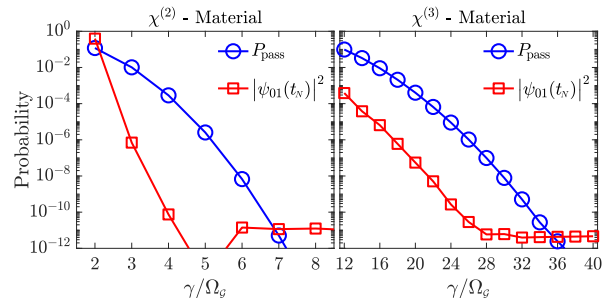 χ(2) - Material
χ(3) - Material
Probability
10^0
10^-2
10^-4
10^-6
10^-8
10^-10
10^-12
P_pass
|ψ_01(t_N)|^2
P_pass
|ψ_01(t_N)|^2
2 3 4 5 6 7 8
12 16 20 24 28 32 36 40
γ/Ω_G
γ/Ω_G